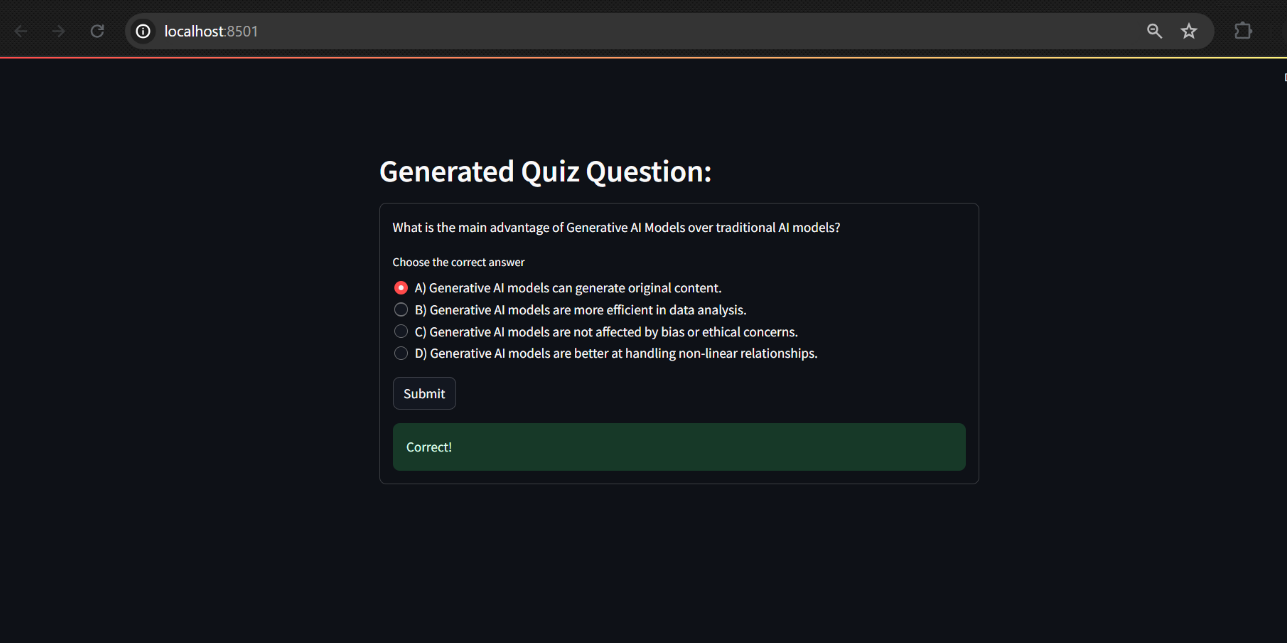 localhost:8501
Generated Quiz Question:
What is the main advantage of Generative AI Models over traditional AI models?
Choose the correct answer
A) Generative AI models can generate original content.
B) Generative AI models are more efficient in data analysis.
C) Generative AI models are not affected by bias or ethical concerns.
D) Generative AI models are better at handling non-linear relationships.
Submit
Correct!